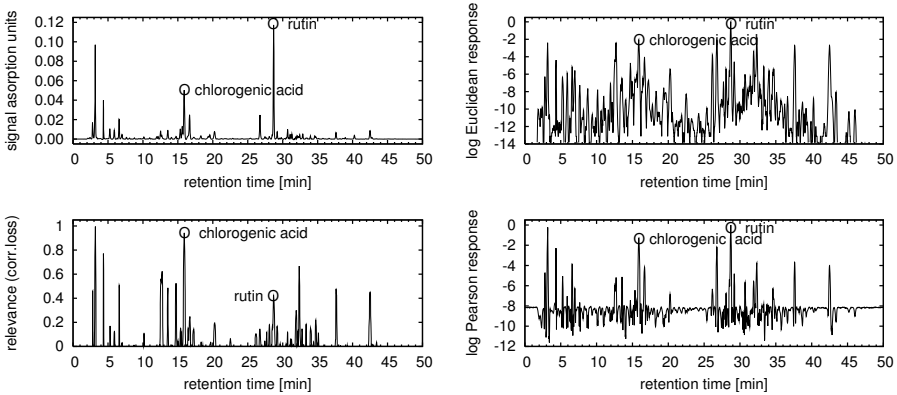 signal asorption units
0.12
0.10
0.08
0.06
0.04
0.02
0.00
rutin
chlorogenic acid
0 5 10 15 20 25 30 35 40 45 50
retention time [min]
log Euclidean response
0
-2
-4
-6
-8
-10
-12
-14
rutin
chlorogenic acid
0 5 10 15 20 25 30 35 40 45 50
retention time [min]
relevance (corr.loss)
1
0.8
0.6
0.4
0.2
0
chlorogenic acid
rutin
0 5 10 15 20 25 30 35 40 45 50
retention time [min]
log Pearson response
0
-2
-4
-6
-8
-10
-12
rutin
chlorogenic acid
0 5 10 15 20 25 30 35 40 45 50
retention time [min]